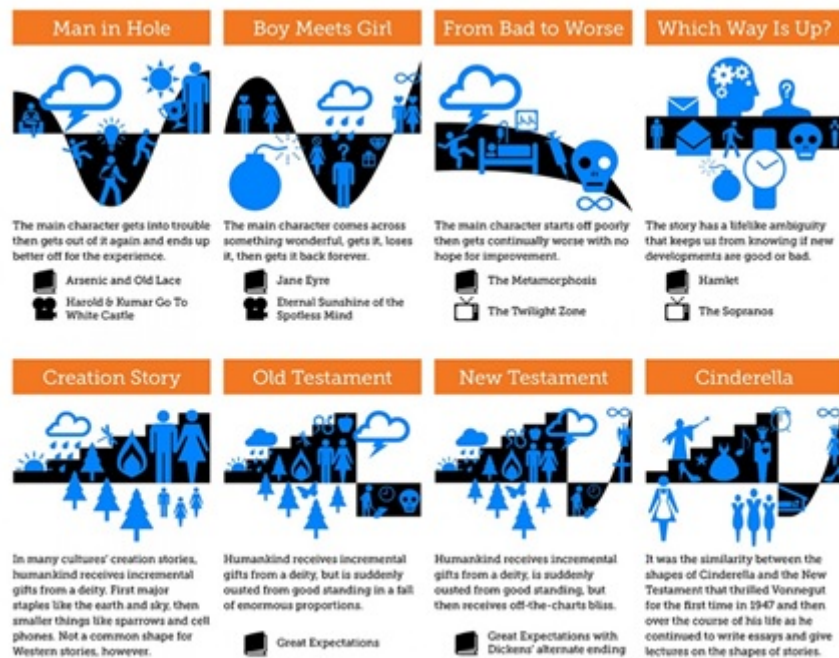 Man in Hole
The main character gets into trouble
then gets out of it again and ends up
better off for the experience.
Arsenic and Old Lace
Harold & Kumar Go To
White Castle
Boy Meets Girl
?
The main character comes across
something wonderful, gets it, loses
it, then gets it back forever.
Jane Eyre
Eternal Sunshine of the
Spotless Mind
From Bad to Worse
The main character starts off poorly
then gets continually worse with no
hope for improvement.
The Metamorphosis
The Twilight Zone
Which Way Is Up?
?
The story has a lifelike ambiguity
that keeps us from knowing if new
developments are good or bad.
Hamlet
The Sopranos
Creation Story
In many cultures' creation stories,
humankind receives incremental
gifts from a deity. First major
staples like the earth and sky, then
smaller things like sparrows and cell
phones. Not a common shape for
Western stories, however.
Old Testament
Humankind receives incremental
gifts from a deity, but is suddenly
ousted from good standing in a fall
of enormous proportions.
Great Expectations
New Testament
Humankind receives incremental
gifts from a deity, is suddenly
ousted from good standing, but
then receives off-the-charts bliss.
Great Expectations with
Dickens' alternate ending
Cinderella
It was the similarity between the
shapes of Cinderella and the New
Testament that thrilled Vonnegut
for the first time in 1947 and then
over the course of his life as he
continued to write essays and give
lectures on the shapes of stories.